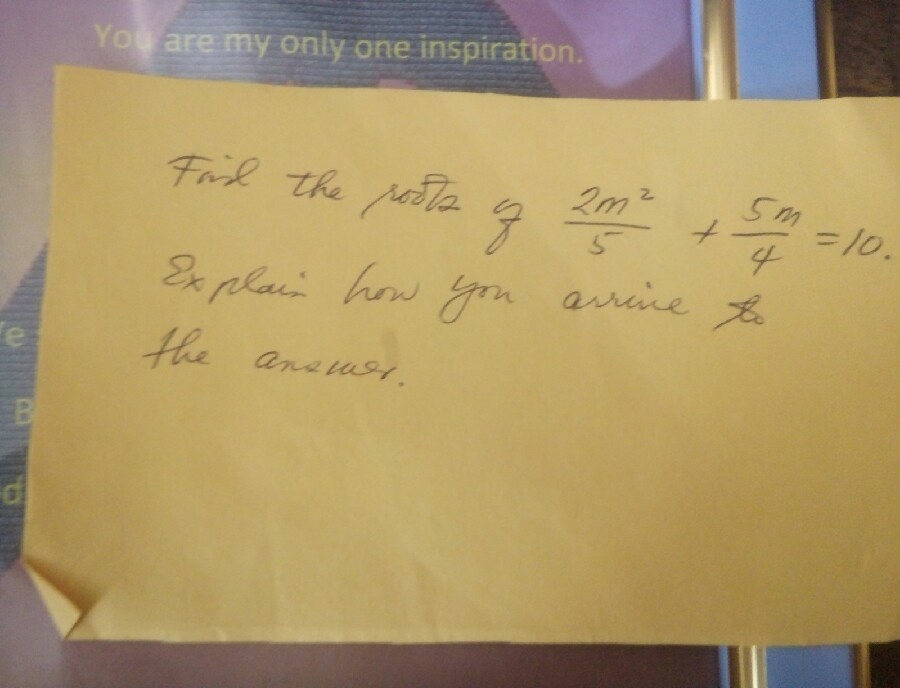 You are my only one inspiration.
Find the roots of \frac{2m^2}{5} + \frac{5m}{4} = 10.
Explain how you arrive to
the answer.
e
B
d